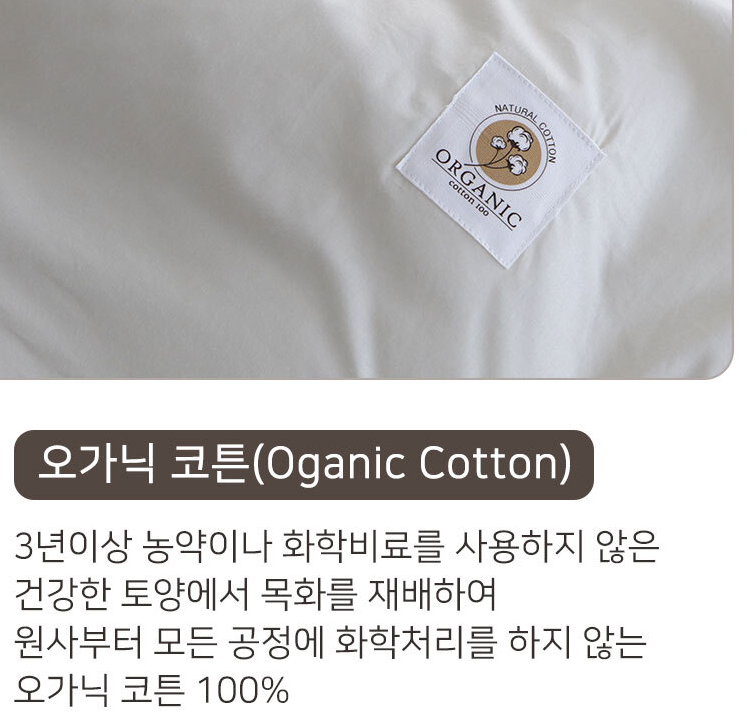 NATURAL COTTON
ORGANIC
cotton 100
오가닉 코튼(Oganic Cotton)
3년이상 농약이나 화학비료를 사용하지 않은
건강한 토양에서 목화를 재배하여
원사부터 모든 공정에 화학처리를 하지 않는
오가닉 코튼 100%